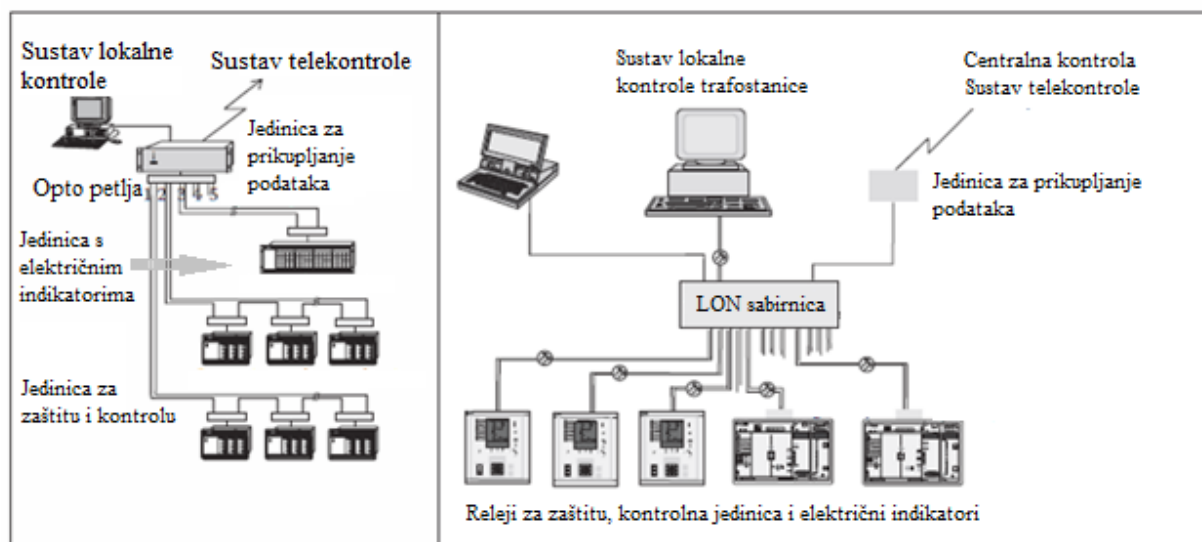 Sustav lokalne
kontrole
Sustav telekontrole
Jedinica za
prikupljanje
podataka
Opto petlja
1 2 3 4 5
Jedinica s
električnim
indikatorima
Jedinica za
zaštitu i kontrolu
Sustav lokalne
kontrole trafostanice
Centralna kontrola
Sustav telekontrole
Jedinica za prikupljanje
podataka
LON sabirnica
Releji za zaštitu, kontrolna jedinica i električni indikatori